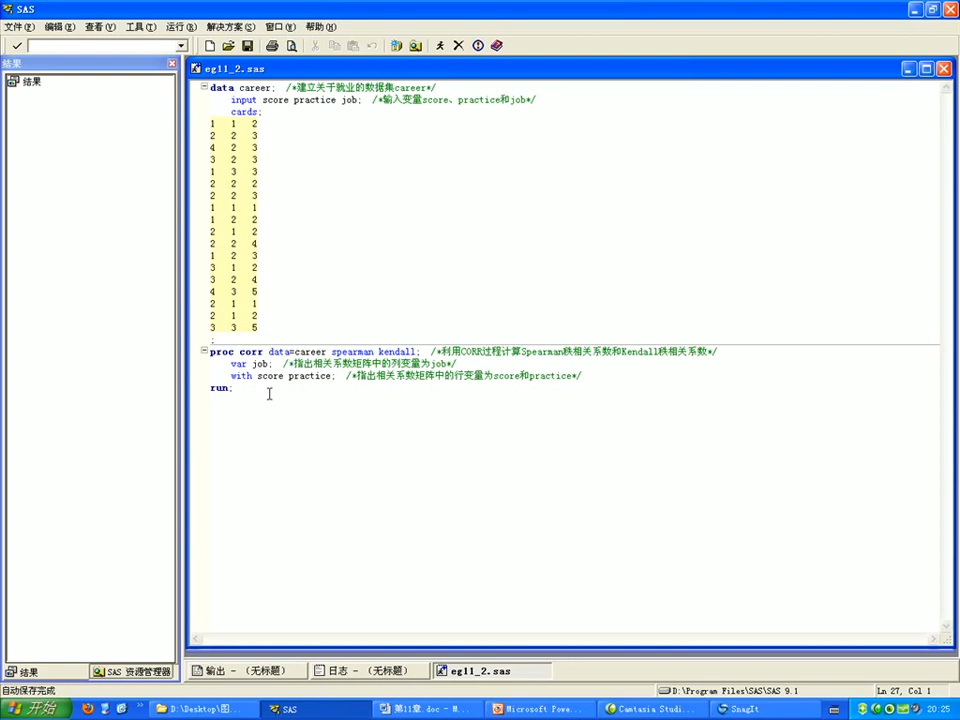 SAS
文件(F) 编辑(E) 查看(V) 工具(T) 运行(R) 解决方案(S) 窗口(W) 帮助(H)
结果
eg11_2.sas
结果
data career; /*建立关于就业的数据集career*/
input score practice job; /*输入变量score、practice和job*/
cards;
1 1 2
2 2 3
4 2 3
3 2 3
1 3 3
2 2 2
2 2 3
1 1 1
1 2 2
2 1 2
2 2 4
1 2 3
3 1 2
3 2 4
4 3 5
2 1 1
2 1 2
3 3 5
;
proc corr data=career spearman kendall; /*利用CORR过程计算Spearman秩相关系数和Kendall秩相关系数*/
var job; /*指出相关系数矩阵中的列变量为job*/
with score practice; /*指出相关系数矩阵中的行变量为score和practice*/
run;
结果 SAS 资源管理器 输出 - (无标题) 日志 - (无标题) eg11_2.sas
自动保存完成 D:\Program Files\SAS\SAS 9.1 Ln 27, Col 1
开始 D:\Desktop\图... SAS 第11章.doc - M... Microsoft Powe... Camtasia Studi... SnagIt 20:25